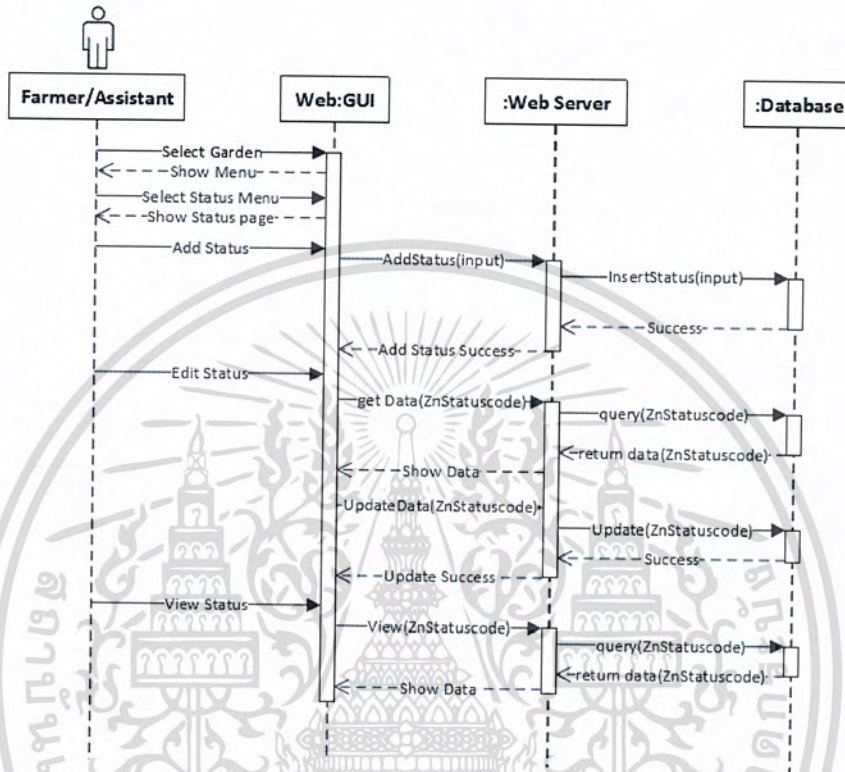 Farmer/Assistant
Web:GUI
:Web Server
:Database
Select Garden
Show Menu
Select Status Menu
Show Status page
Add Status
AddStatus(input)
InsertStatus(input)
Success
Add Status Success
Edit Status
get Data(ZnStatuscode)
query(ZnStatuscode)
return data(ZnStatuscode)
Show Data
UpdateData(ZnStatuscode)
Update(ZnStatuscode)
Success
Update Success
View Status
View(ZnStatuscode)
query(ZnStatuscode)
return data(ZnStatuscode)
Show Data